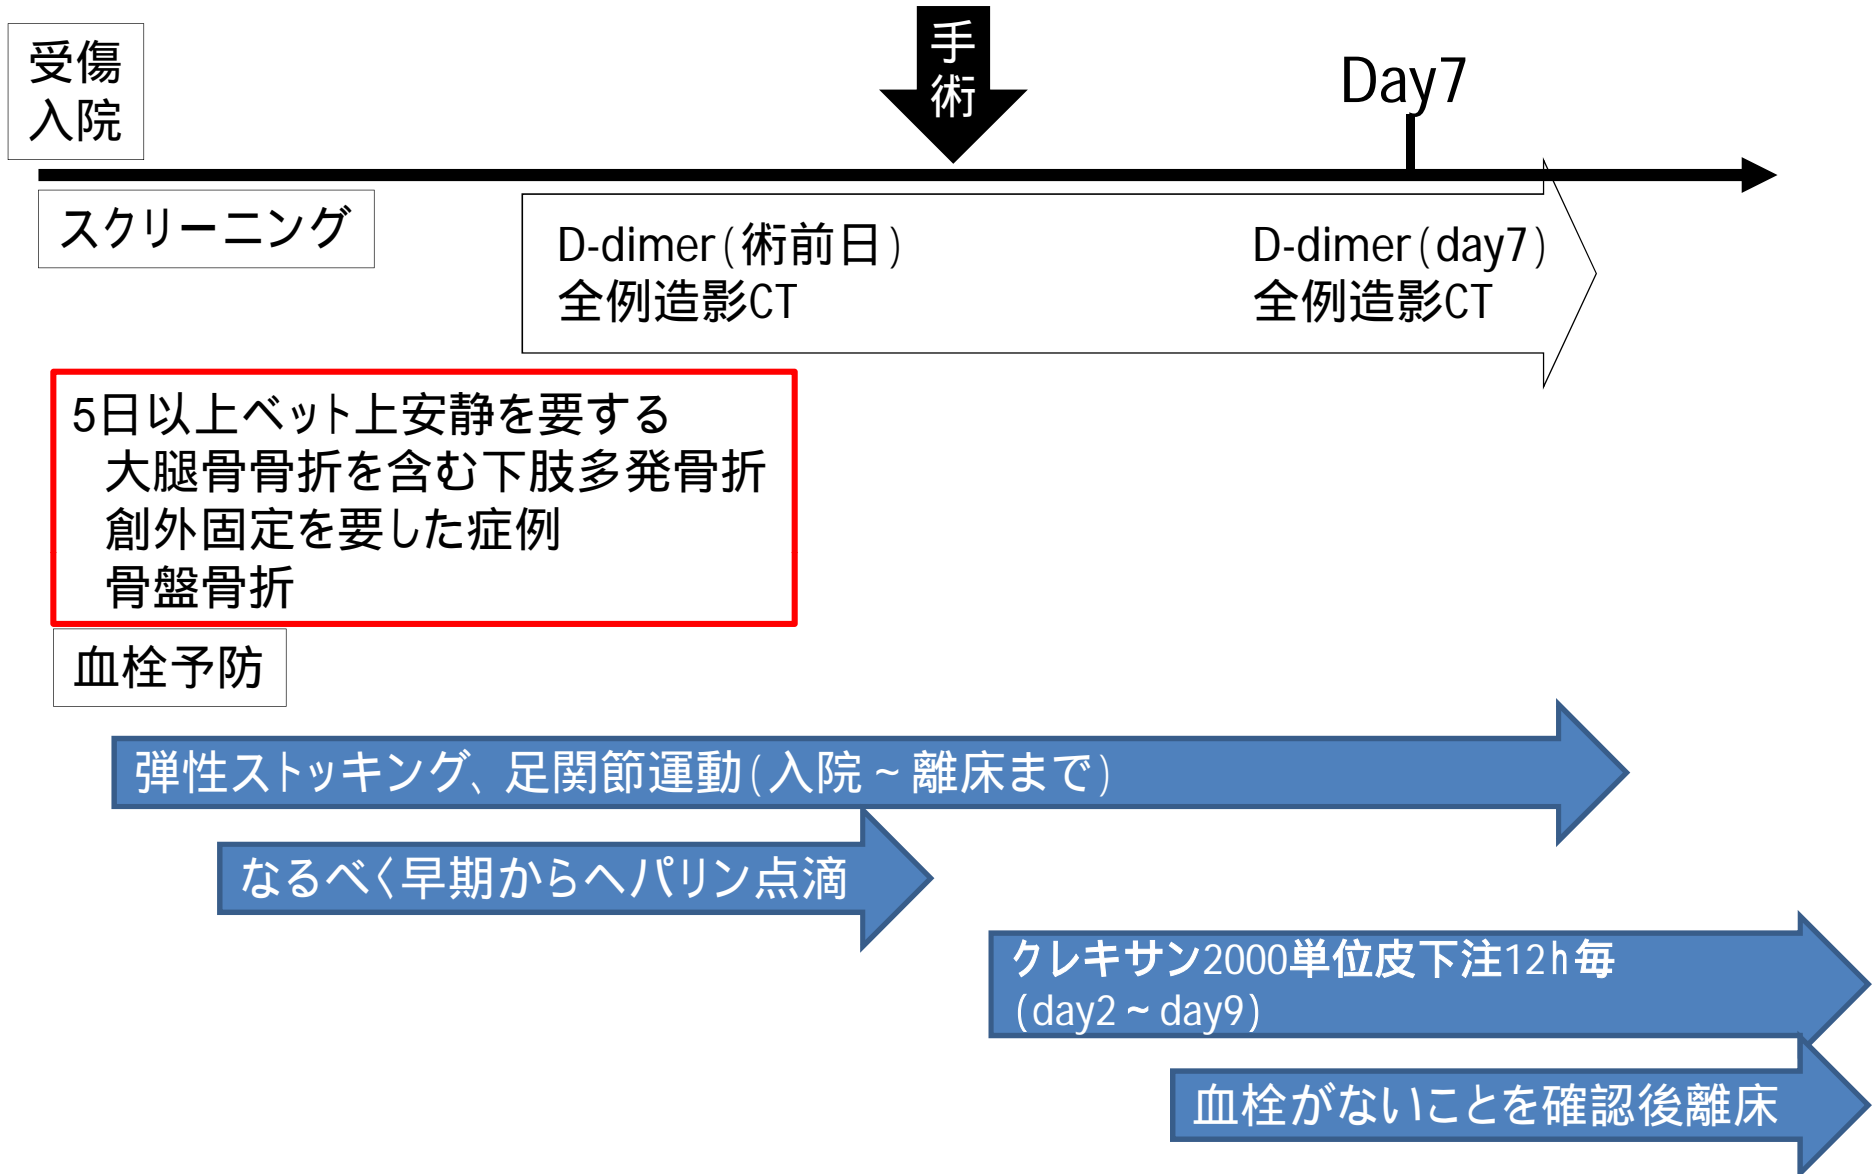 受傷
入院
手
術
Day7
スクリーニング
D-dimer(術前日)
全例造影CT
D-dimer(day7)
全例造影CT
5日以上ベット上安静を要する
大腿骨骨折を含む下肢多発骨折
創外固定を要した症例
骨盤骨折
血栓予防
弾性ストッキング、足関節運動(入院~離床まで)
なるべく早期からヘパリン点滴
クレキサン2000単位皮下注12h毎
(day2~day9)
血栓がないことを確認後離床